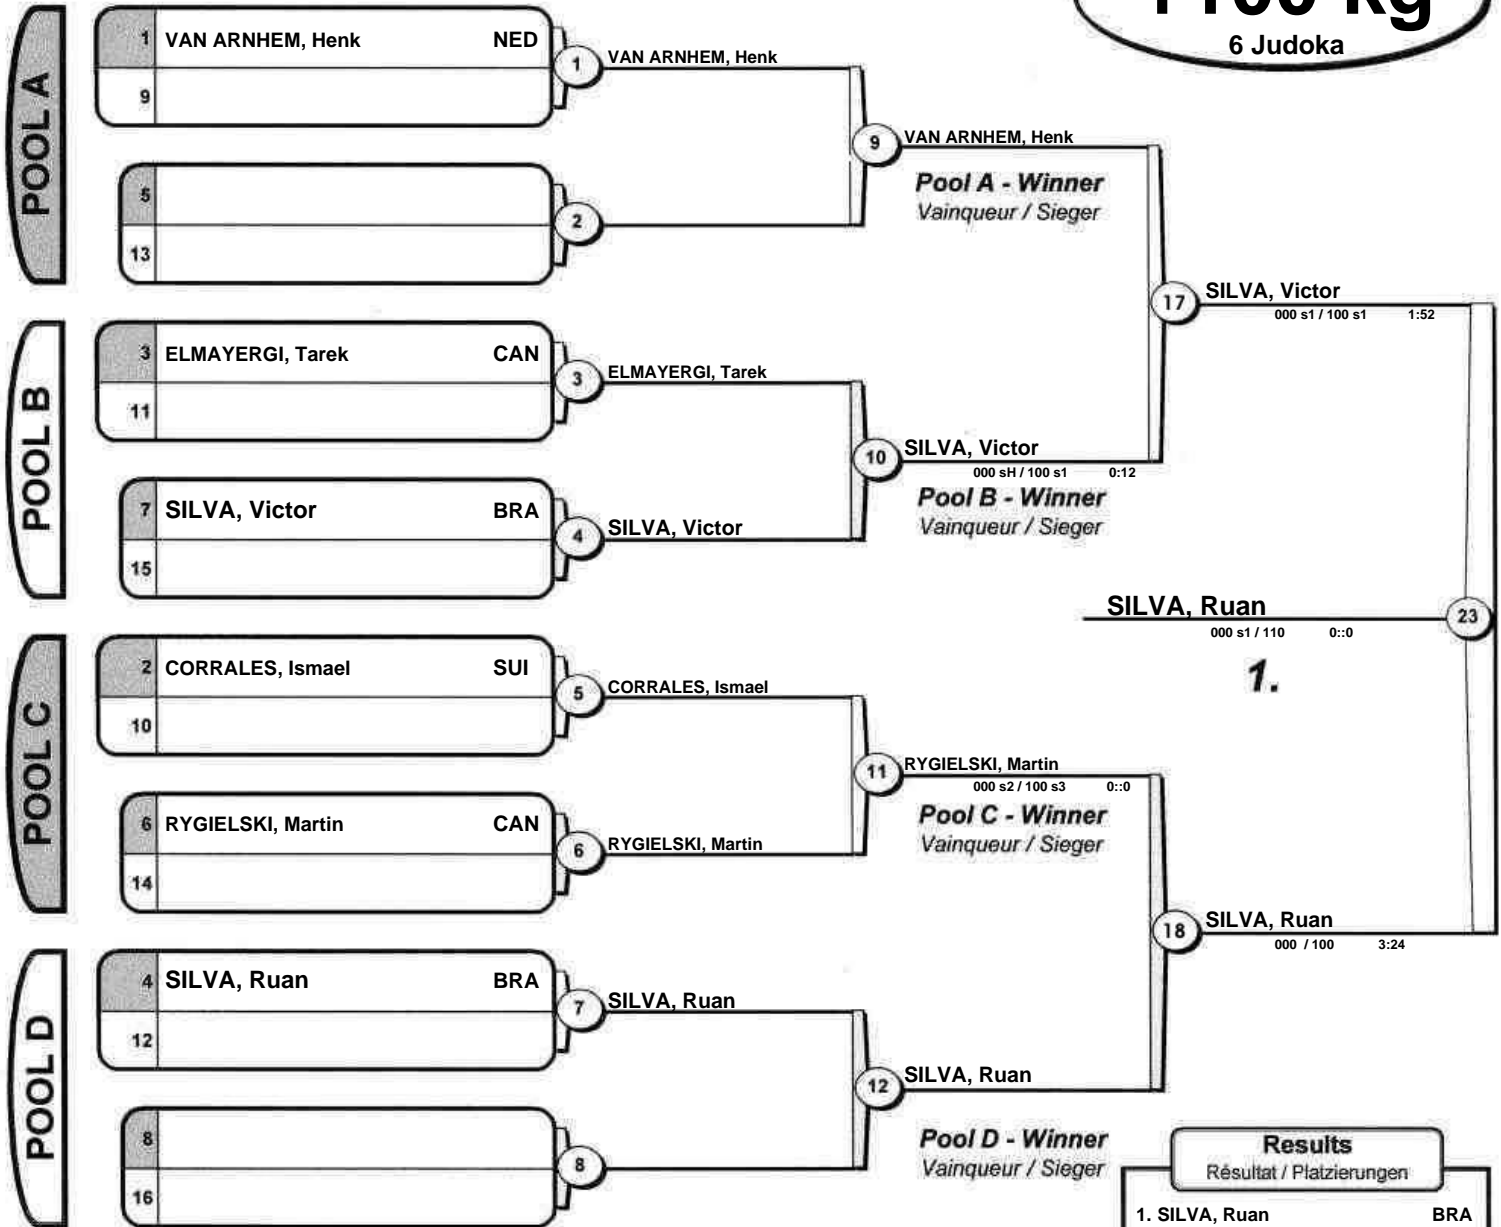 6 Judoka
POOL A
1 VAN ARNHEM, Henk NED
9
1 VAN ARNHEM, Henk
5
13
2
9 VAN ARNHEM, Henk
Pool A - Winner
Vainqueur / Sieger
POOL B
3 ELMAYERGI, Tarek CAN
11
3 ELMAYERGI, Tarek
7 SILVA, Victor BRA
15
4 SILVA, Victor
10 SILVA, Victor
000 sH / 100 s1 0:12
Pool B - Winner
Vainqueur / Sieger
17 SILVA, Victor
000 s1 / 100 s1 1:52
SILVA, Ruan 23
000 s1 / 110 0::0
1.
POOL C
2 CORRALES, Ismael SUI
10
5 CORRALES, Ismael
6 RYGIELSKI, Martin CAN
14
6 RYGIELSKI, Martin
11 RYGIELSKI, Martin
000 s2 / 100 s3 0::0
Pool C - Winner
Vainqueur / Sieger
18 SILVA, Ruan
000 / 100 3:24
POOL D
4 SILVA, Ruan BRA
12
7 SILVA, Ruan
8
16
8
12 SILVA, Ruan
Pool D - Winner
Vainqueur / Sieger
Results
Résultat / Platzierungen
1. SILVA, Ruan BRA